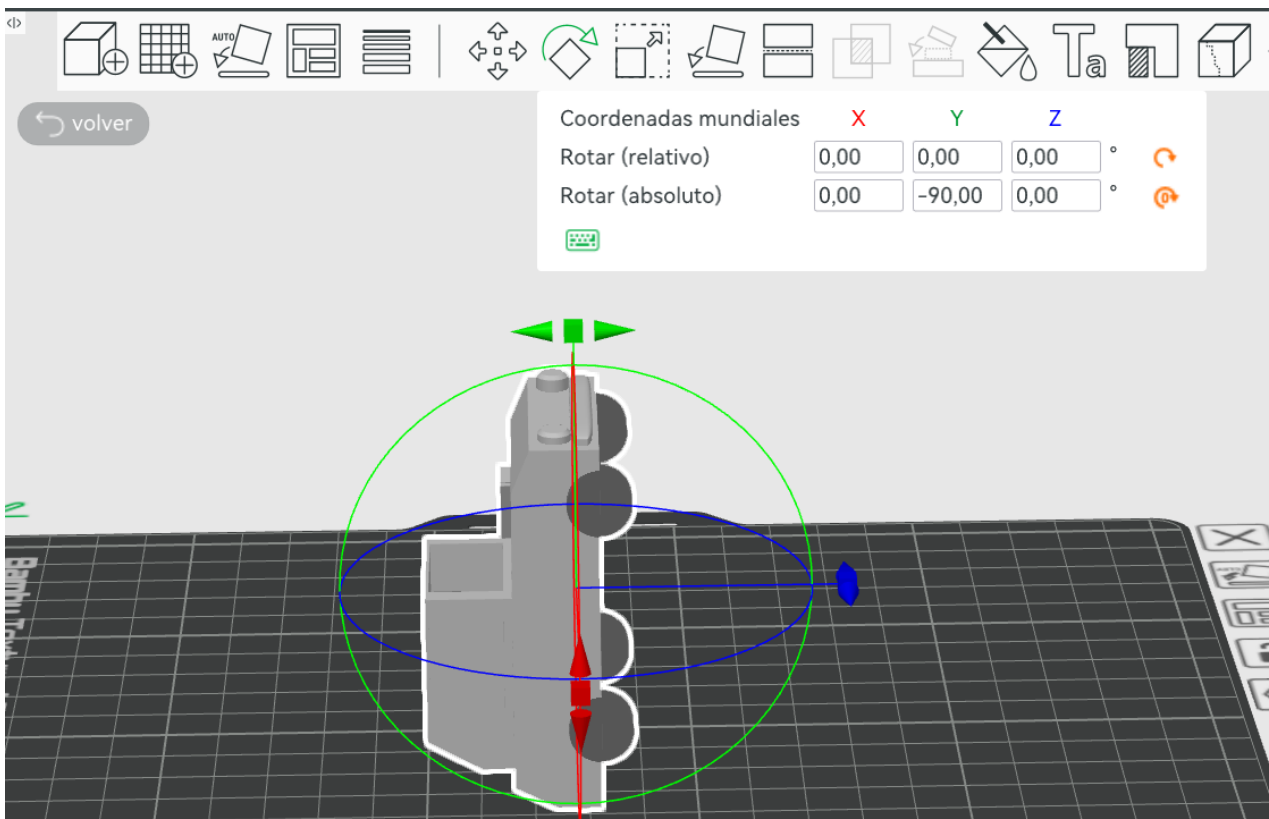 AUTO
Ta
volver
Coordenadas mundiales X Y Z
Rotar (relativo) 0,00 0,00 0,00 °
Rotar (absoluto) 0,00 -90,00 0,00 °
0